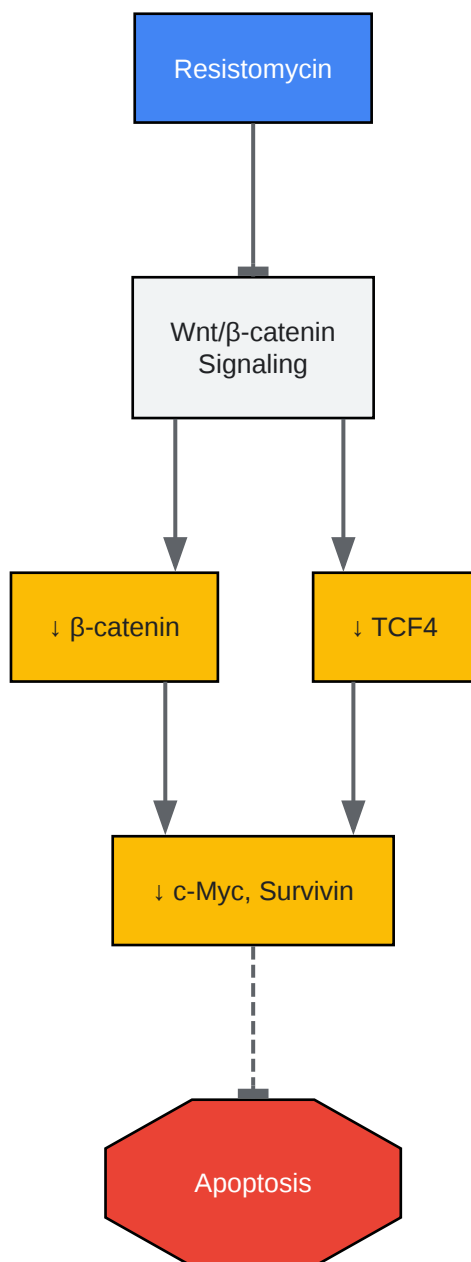 Resistomycin
Wnt/β-catenin
Signaling
↓ β-catenin
↓ TCF4
↓ c-Myc, Survivin
Apoptosis